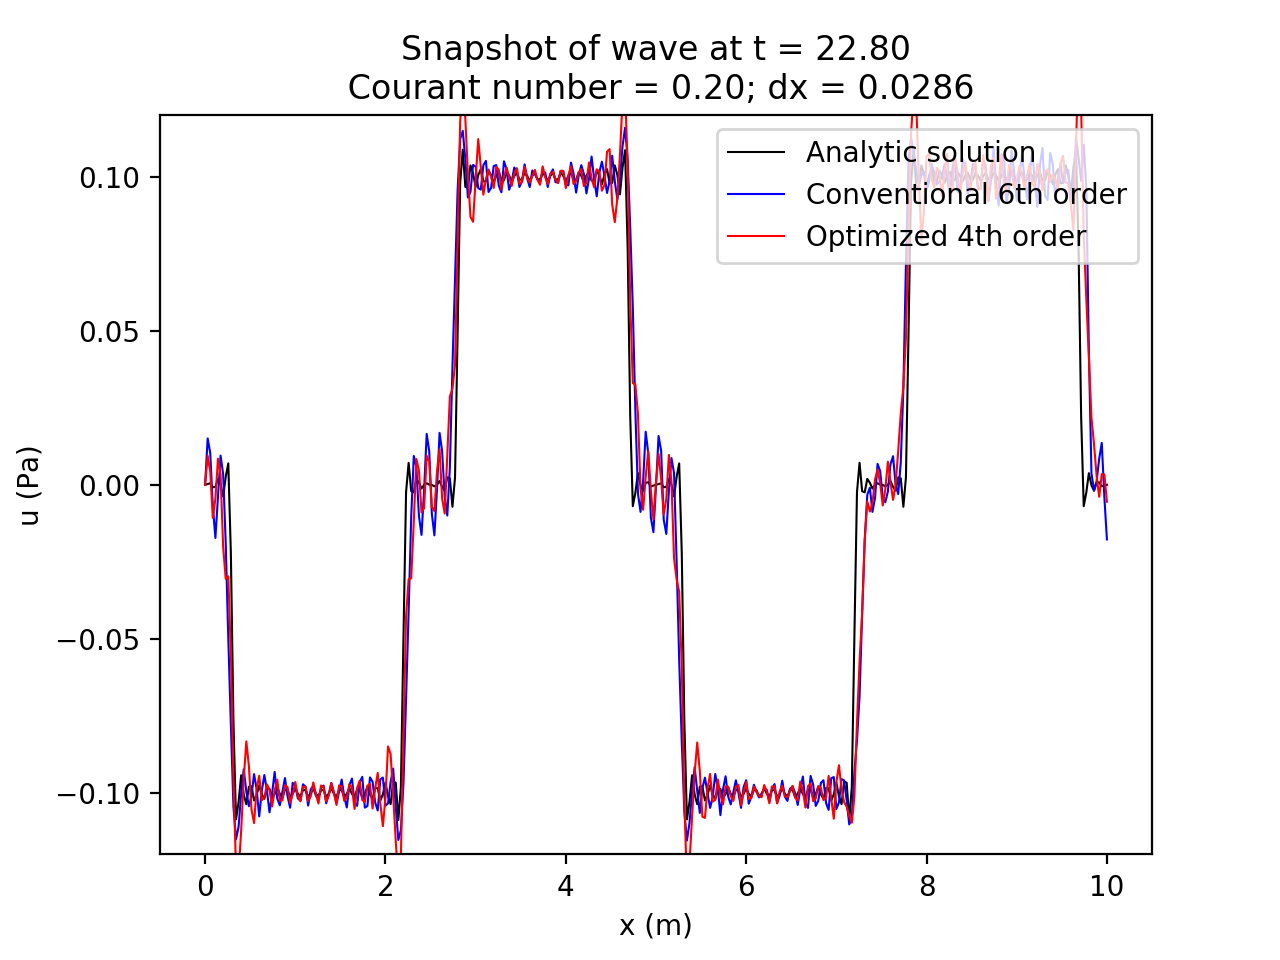 Snapshot of wave at t = 22.80
Courant number = 0.20; dx = 0.0286
Analytic solution
Conventional 6th order
Optimized 4th order
u (Pa)
0.10
0.05
0.00
−0.05
−0.10
0 2 4 6 8 10
x (m)